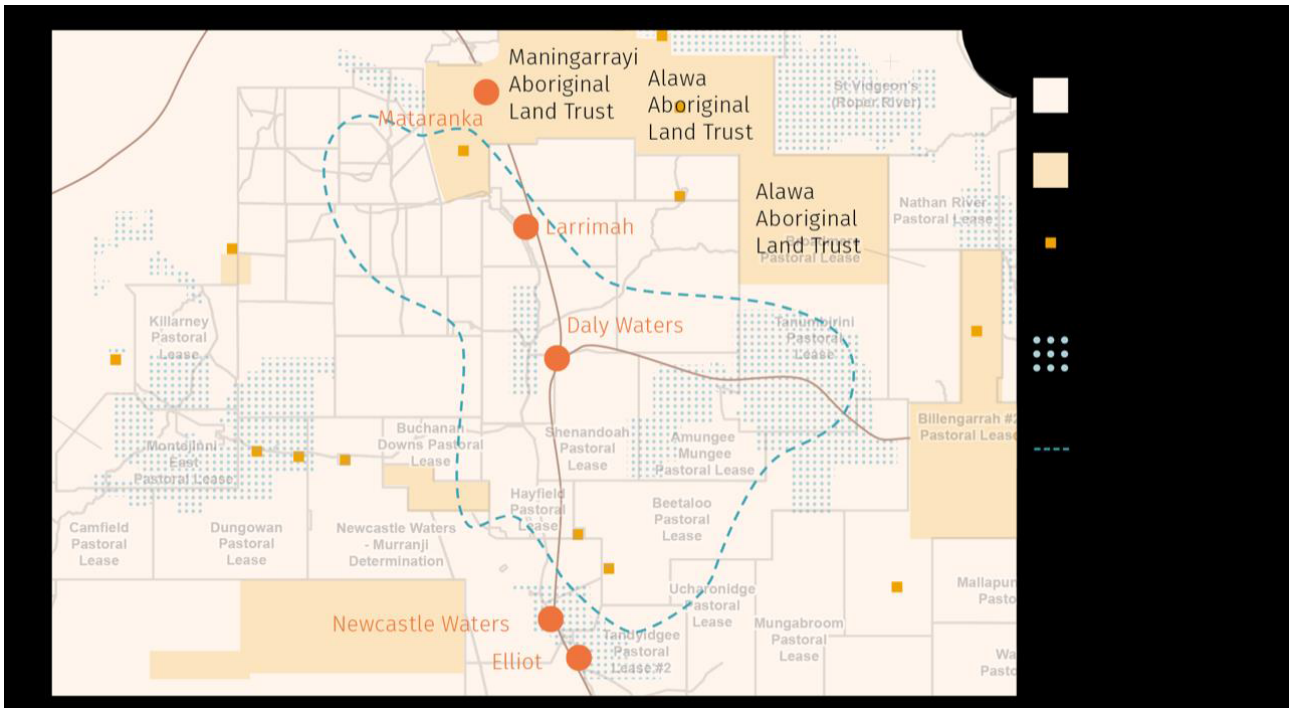 Maningarrayi
Aboriginal
Land Trust
Alawa
Aboriginal
Land Trust
St Vidgeon's
(Roper River)
Mataranka
Alawa
Aboriginal
Land Trust
Pastoral Lease
Nathan River
Pastoral Lease
Larrimah
Killarney
Pastoral
Lease
Daly Waters
Tanumbirini
Pastoral
Lease
Montejinni
East
Pastoral Lease
Buchanan
Downs Pastoral
Lease
Shenandoah
Pastoral
Lease
Amungee
Mungee
Pastoral Lease
Billengarrah #2
Pastoral Lease
Camfield
Pastoral
Lease
Dungowan
Pastoral
Lease
Newcastle Waters
- Murranji
Determination
Hayfield
Pastoral
Lease
Beetaloo
Pastoral
Lease
Ucharonidge
Pastoral
Lease
Mungabroom
Pastoral
Lease
Mallapun
Pasto
Newcastle Waters
Elliot
Tandyidgee
Pastoral
Lease #2
Wa
Pasto